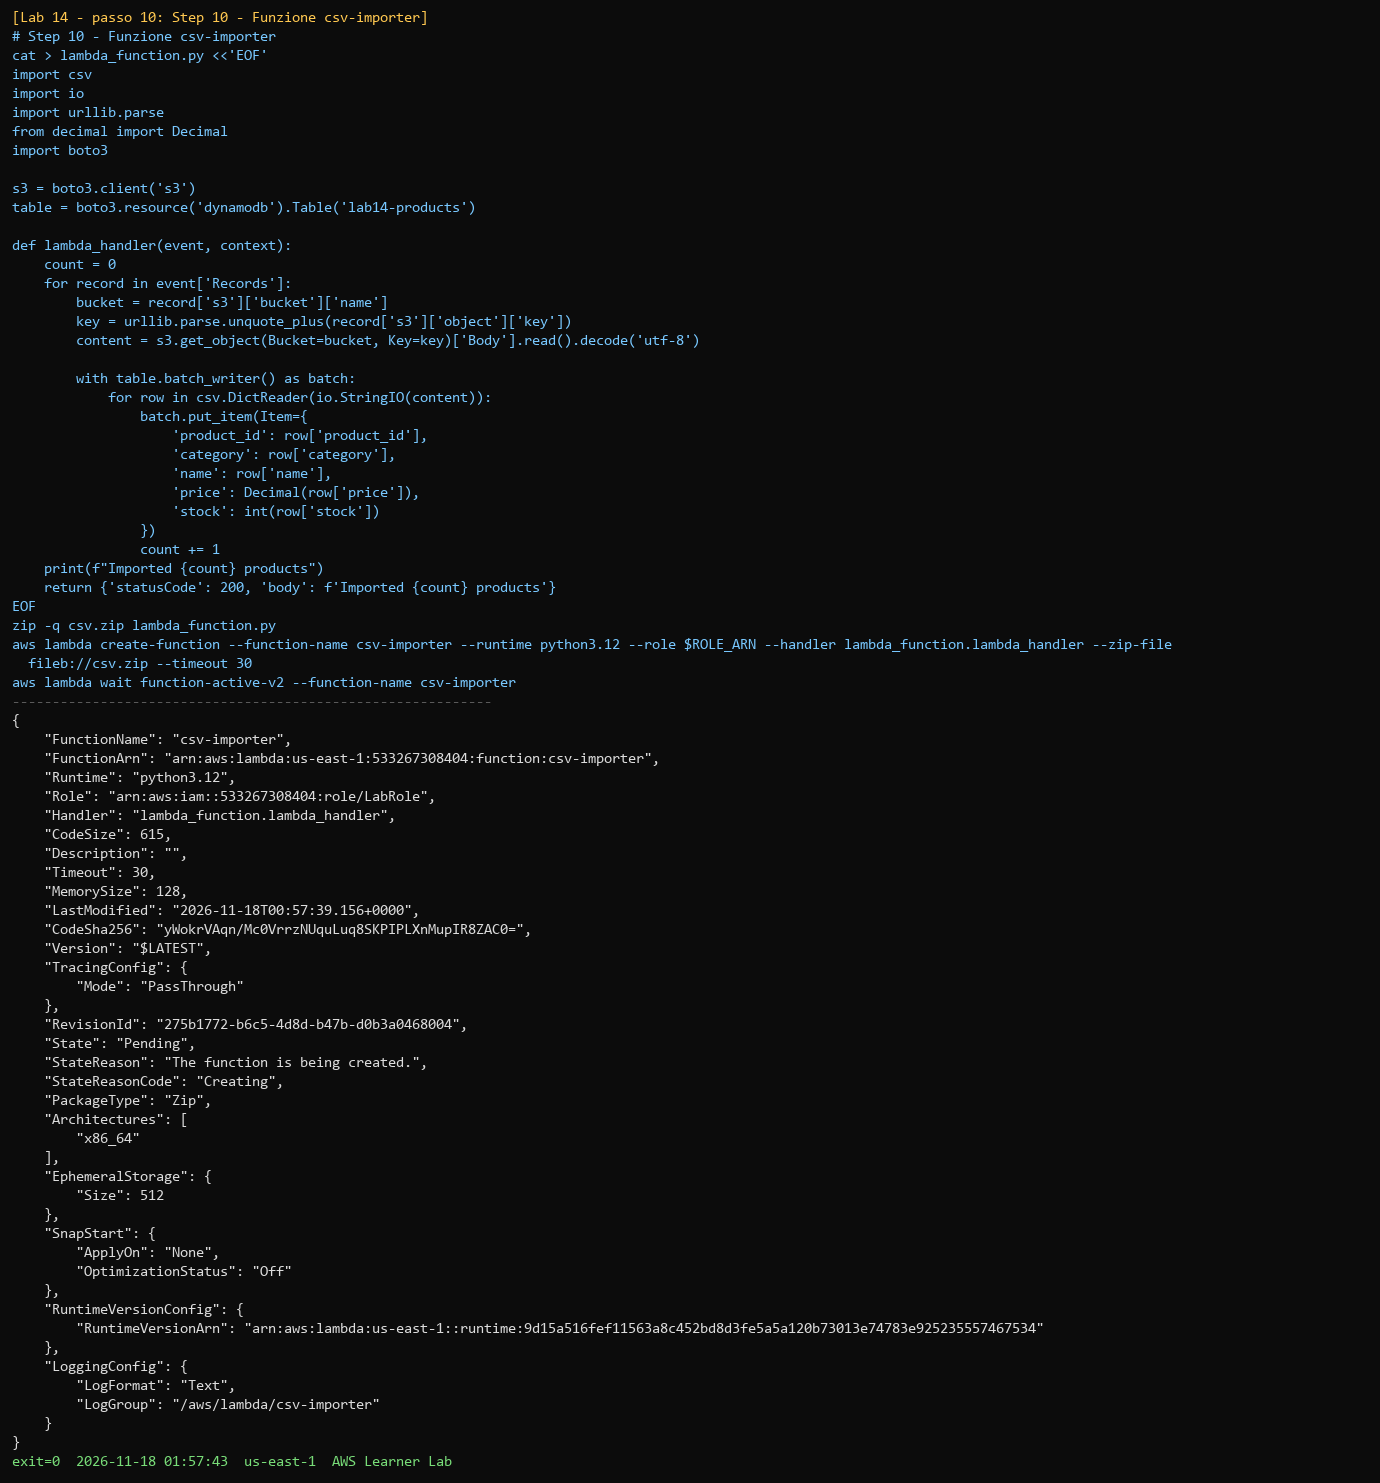 [Lab 14 - passo 10: Step 10 - Funzione csv-importer]
# Step 10 - Funzione csv-importer
cat > lambda_function.py <<'EOF'
import csv
import io
import urllib.parse
from decimal import Decimal
import boto3

s3 = boto3.client('s3')
table = boto3.resource('dynamodb').Table('lab14-products')

def lambda_handler(event, context):
    count = 0
    for record in event['Records']:
        bucket = record['s3']['bucket']['name']
        key = urllib.parse.unquote_plus(record['s3']['object']['key'])
        content = s3.get_object(Bucket=bucket, Key=key)['Body'].read().decode('utf-8')

        with table.batch_writer() as batch:
            for row in csv.DictReader(io.StringIO(content)):
                batch.put_item(Item={
                    'product_id': row['product_id'],
                    'category': row['category'],
                    'name': row['name'],
                    'price': Decimal(row['price']),
                    'stock': int(row['stock'])
                })
                count += 1
    print(f"Imported {count} products")
    return {'statusCode': 200, 'body': f'Imported {count} products'}
EOF
zip -q csv.zip lambda_function.py
aws lambda create-function --function-name csv-importer --runtime python3.12 --role $ROLE_ARN --handler lambda_function.lambda_handler --zip-file
  fileb://csv.zip --timeout 30
aws lambda wait function-active-v2 --function-name csv-importer
------------------------------------------------------------
{
    "FunctionName": "csv-importer",
    "FunctionArn": "arn:aws:lambda:us-east-1:533267308404:function:csv-importer",
    "Runtime": "python3.12",
    "Role": "arn:aws:iam::533267308404:role/LabRole",
    "Handler": "lambda_function.lambda_handler",
    "CodeSize": 615,
    "Description": "",
    "Timeout": 30,
    "MemorySize": 128,
    "LastModified": "2026-11-18T00:57:39.156+0000",
    "CodeSha256": "yWokrVAqn/Mc0VrrzNUquLuq8SKPIPLXnMupIR8ZAC0=",
    "Version": "$LATEST",
    "TracingConfig": {
        "Mode": "PassThrough"
    },
    "RevisionId": "275b1772-b6c5-4d8d-b47b-d0b3a0468004",
    "State": "Pending",
    "StateReason": "The function is being created.",
    "StateReasonCode": "Creating",
    "PackageType": "Zip",
    "Architectures": [
        "x86_64"
    ],
    "EphemeralStorage": {
        "Size": 512
    },
    "SnapStart": {
        "ApplyOn": "None",
        "OptimizationStatus": "Off"
    },
    "RuntimeVersionConfig": {
        "RuntimeVersionArn": "arn:aws:lambda:us-east-1::runtime:9d15a516fef11563a8c452bd8d3fe5a5a120b73013e74783e925235557467534"
    },
    "LoggingConfig": {
        "LogFormat": "Text",
        "LogGroup": "/aws/lambda/csv-importer"
    }
}
exit=0  2026-11-18 01:57:43  us-east-1  AWS Learner Lab